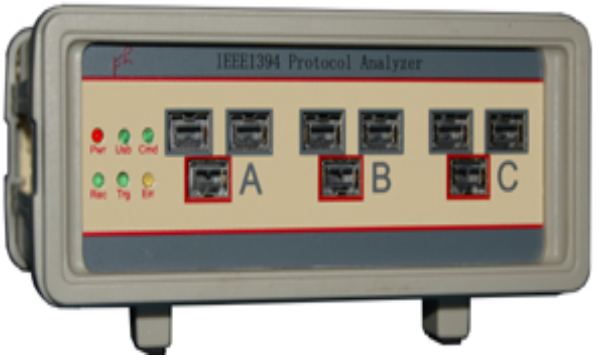 IEEE1394 Protocol Analyzer
Pwr Usb Cmd
Rec Trg Err
A B C